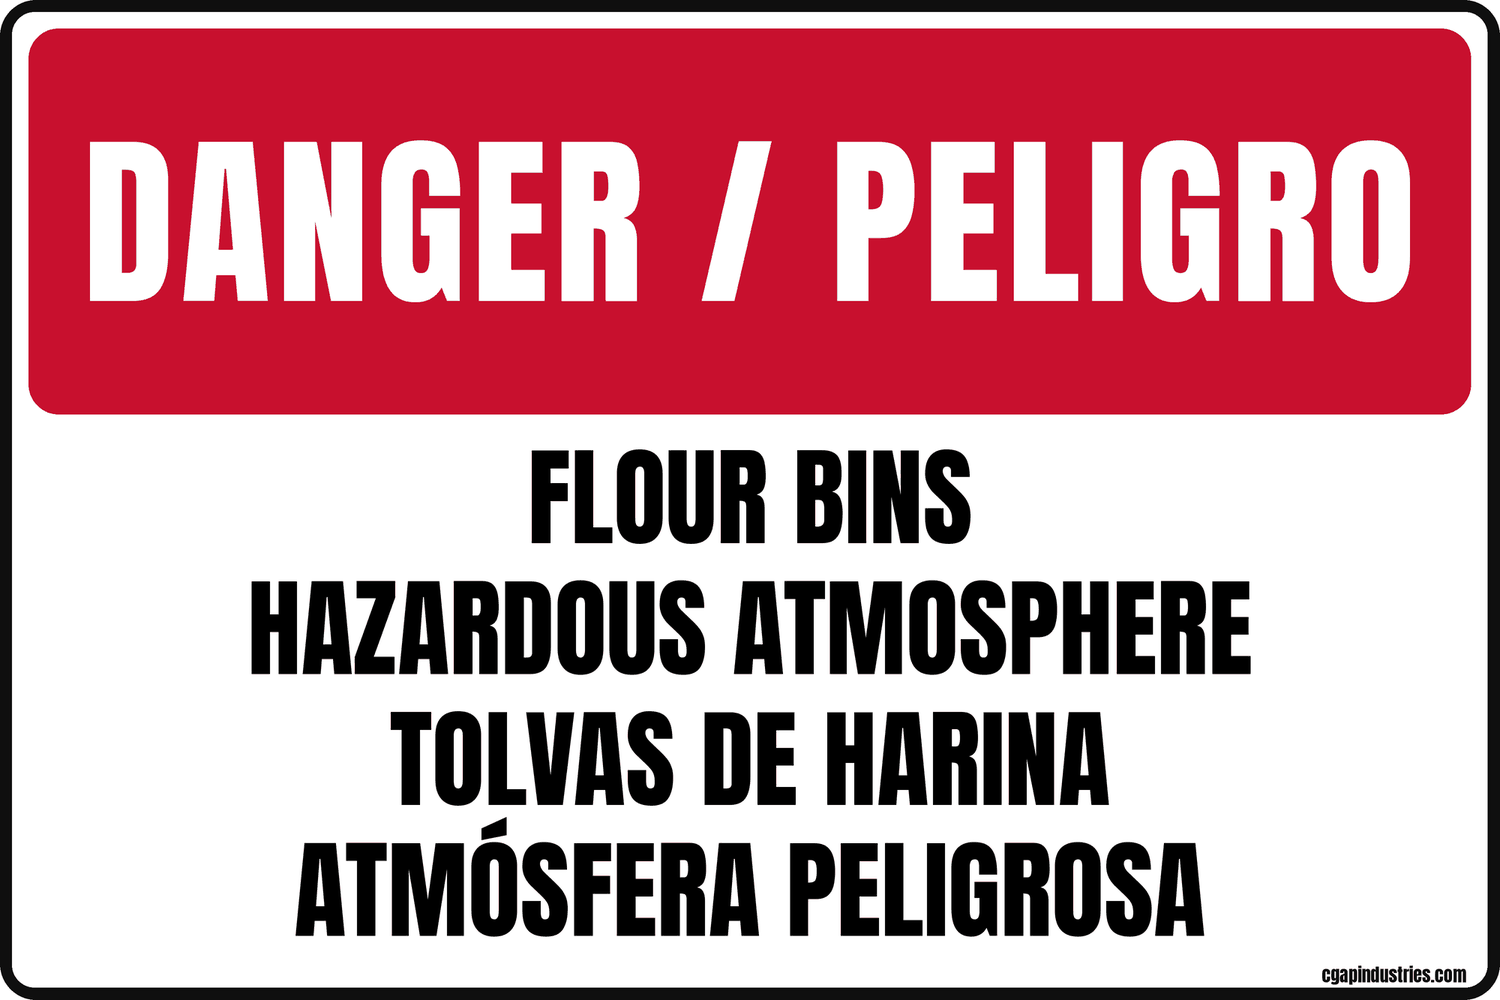 DANGER / PELIGRO
FLOUR BINS
HAZARDOUS ATMOSPHERE
TOLVAS DE HARINA
ATMÓSFERA PELIGROSA
cgapindustries.com